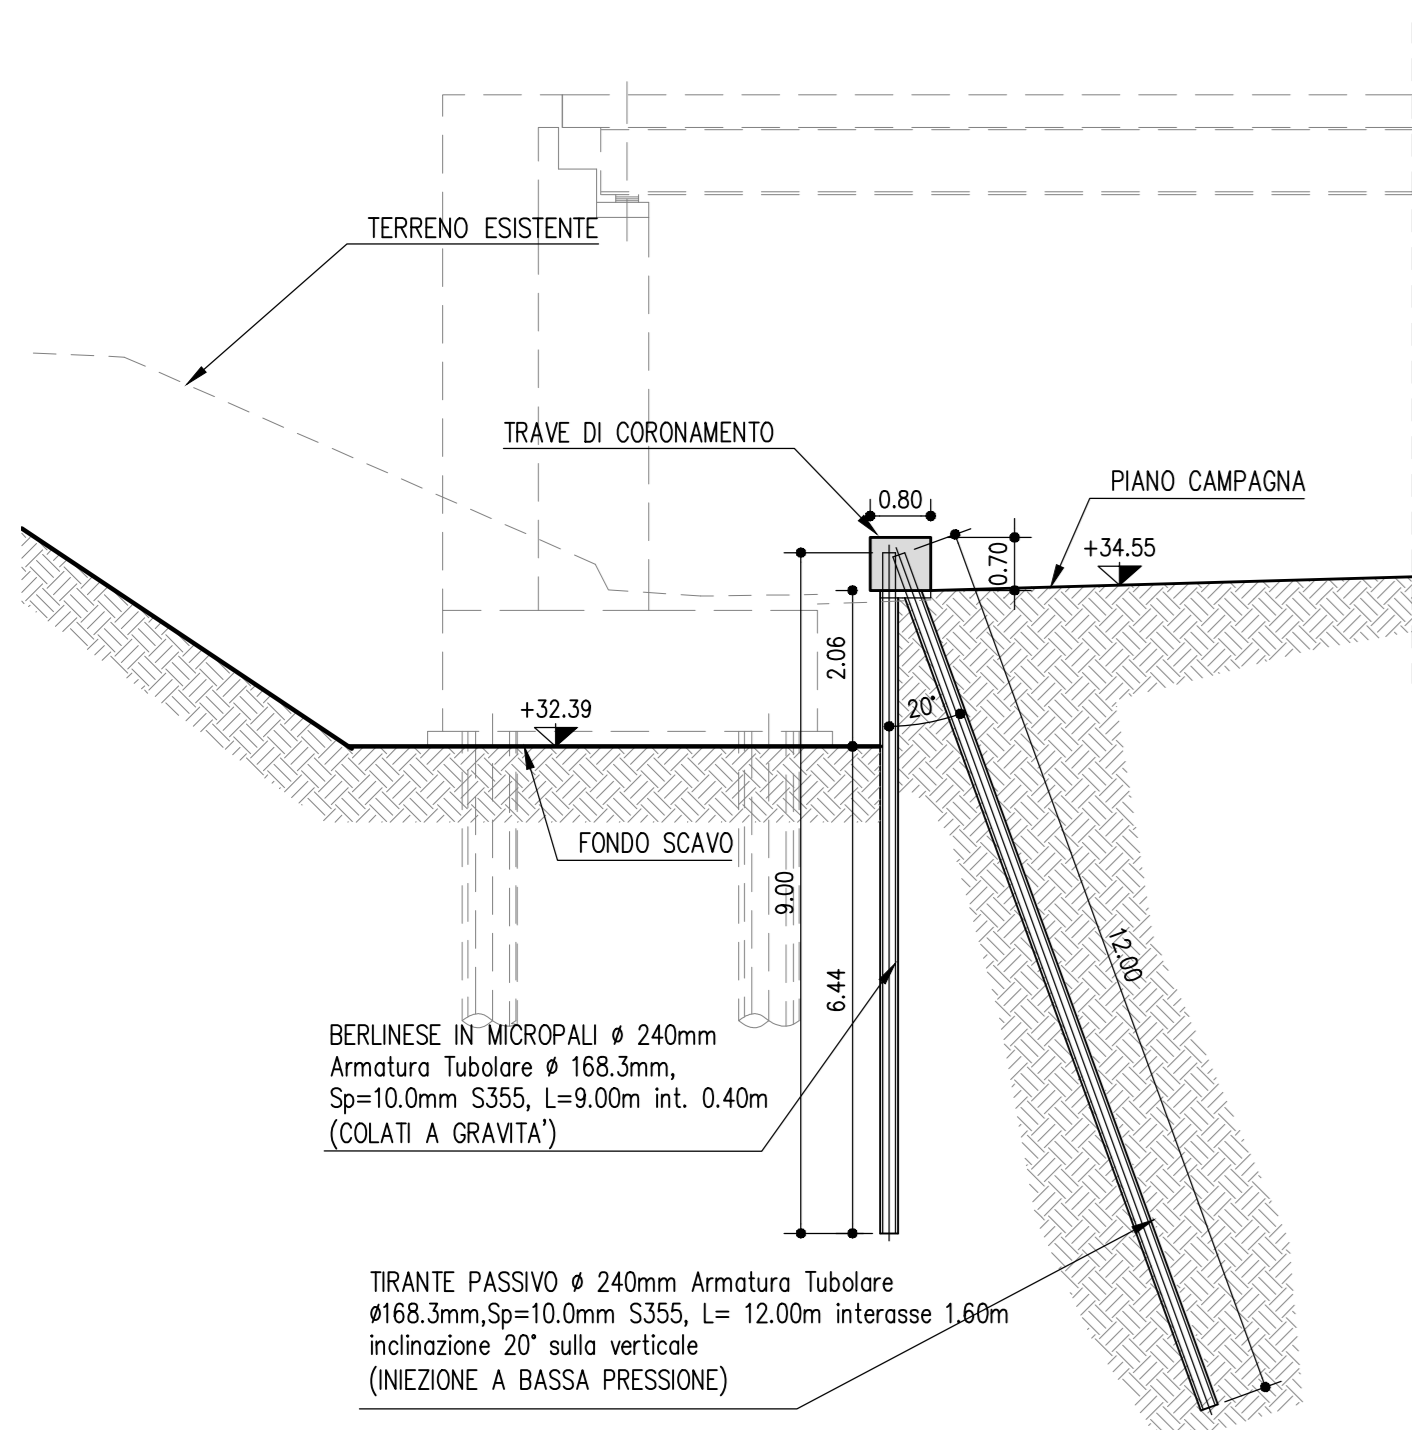 TERRENO ESISTENTE
TRAVE DI CORONAMENTO
PIANO CAMPAGNA
0.80
0.70
+34.55
2.06
20°
+32.39
FONDO SCAVO
9.00
12.00
6.44
BERLINESE IN MICROPALI ø 240mm
Armatura Tubolare ø 168.3mm,
Sp=10.0mm S355, L=9.00m int. 0.40m
(COLATI A GRAVITA')
TIRANTE PASSIVO ø 240mm Armatura Tubolare
ø168.3mm,Sp=10.0mm S355, L= 12.00m interasse 1.60m
inclinazione 20° sulla verticale
(INIEZIONE A BASSA PRESSIONE)